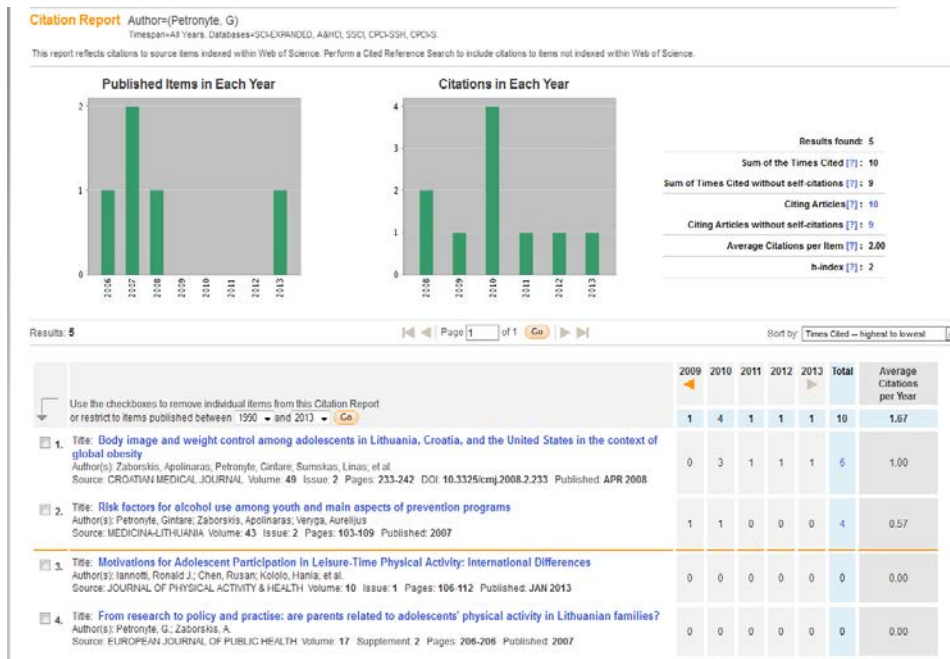 Citation Report Author=(Petronyte, G)
Timespan=All Years. Databases=SCI-EXPANDED, A&HCI, SSCI, CPCI-SSH, CPCI-S.
This report reflects citations to source items indexed within Web of Science. Perform a Cited Reference Search to include citations to items not indexed within Web of Science.
Published Items in Each Year
2
1
0
2006 2007 2008 2009 2010 2011 2012 2013
Citations in Each Year
4
3
2
1
0
2008 2009 2010 2011 2012 2013
Results found: 5
Sum of the Times Cited [?] : 10
Sum of Times Cited without self-citations [?] : 9
Citing Articles[?] : 10
Citing Articles without self-citations [?] : 9
Average Citations per Item [?] : 2.00
h-index [?] : 2
Results: 5 Page 1 of 1 Go Sort by: Times Cited -- highest to lowest
2009 2010 2011 2012 2013 Total Average Citations per Year
Use the checkboxes to remove individual items from this Citation Report
or restrict to items published between 1990 and 2013 Go
1 4 1 1 1 10 1.67
1. Title: Body image and weight control among adolescents in Lithuania, Croatia, and the United States in the context of
global obesity
Author(s): Zaborskis, Apolinaras; Petronyte, Gintare; Sumskas, Linas; et al.
Source: CROATIAN MEDICAL JOURNAL Volume: 49 Issue: 2 Pages: 233-242 DOI: 10.3325/cmj.2008.2.233 Published: APR 2008
0 3 1 1 1 6 1.00
2. Title: Risk factors for alcohol use among youth and main aspects of prevention programs
Author(s): Petronyte, Gintare; Zaborskis, Apolinaras; Veryga, Aurelijus
Source: MEDICINA-LITHUANIA Volume: 43 Issue: 2 Pages: 103-109 Published: 2007
1 1 0 0 0 4 0.57
3. Title: Motivations for Adolescent Participation in Leisure-Time Physical Activity: International Differences
Author(s): Iannotti, Ronald J.; Chen, Rusan; Kololo, Hania; et al.
Source: JOURNAL OF PHYSICAL ACTIVITY & HEALTH Volume: 10 Issue: 1 Pages: 106-112 Published: JAN 2013
0 0 0 0 0 0 0.00
4. Title: From research to policy and practise: are parents related to adolescents' physical activity in Lithuanian families?
Author(s): Petronyte, G.; Zaborskis, A.
Source: EUROPEAN JOURNAL OF PUBLIC HEALTH Volume: 17 Supplement: 2 Pages: 206-206 Published: 2007
0 0 0 0 0 0 0.00